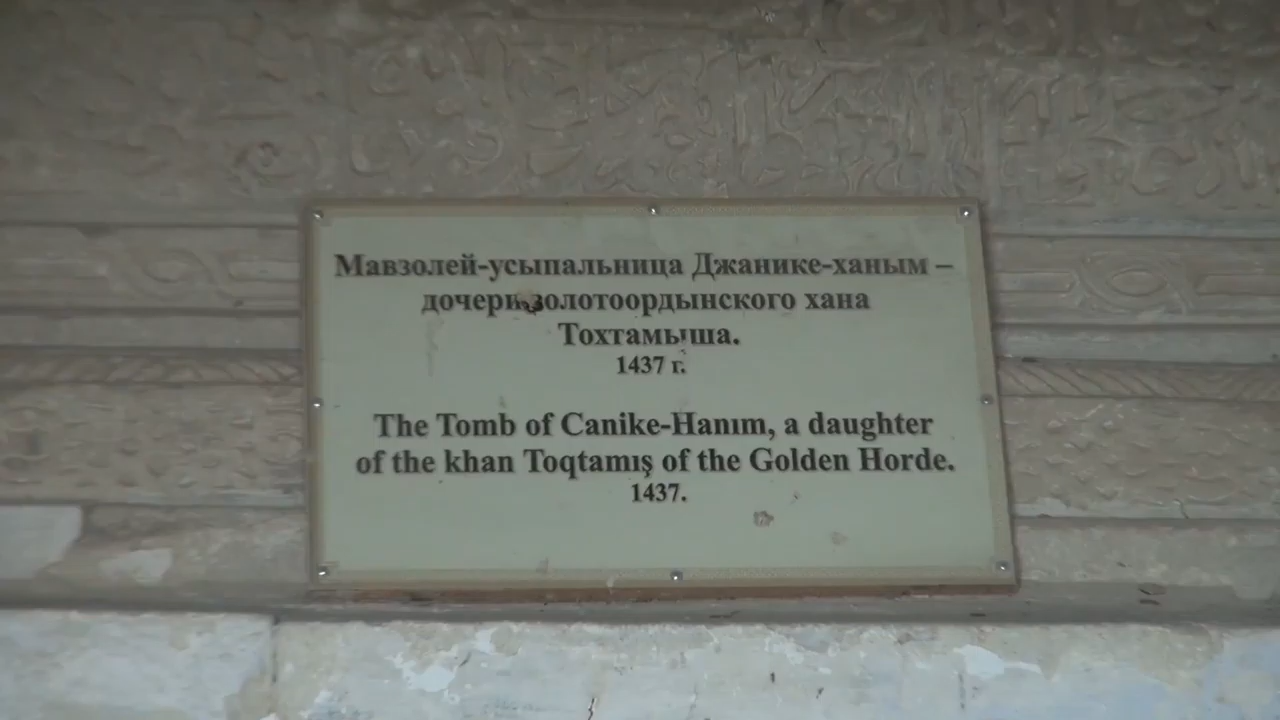 Мавзолей-усыпальница Джанике-ханым –
дочери золотоордынского хана
Тохтамыша.
1437 г.
The Tomb of Canike-Hanım, a daughter
of the khan Toqtamış of the Golden Horde.
1437.